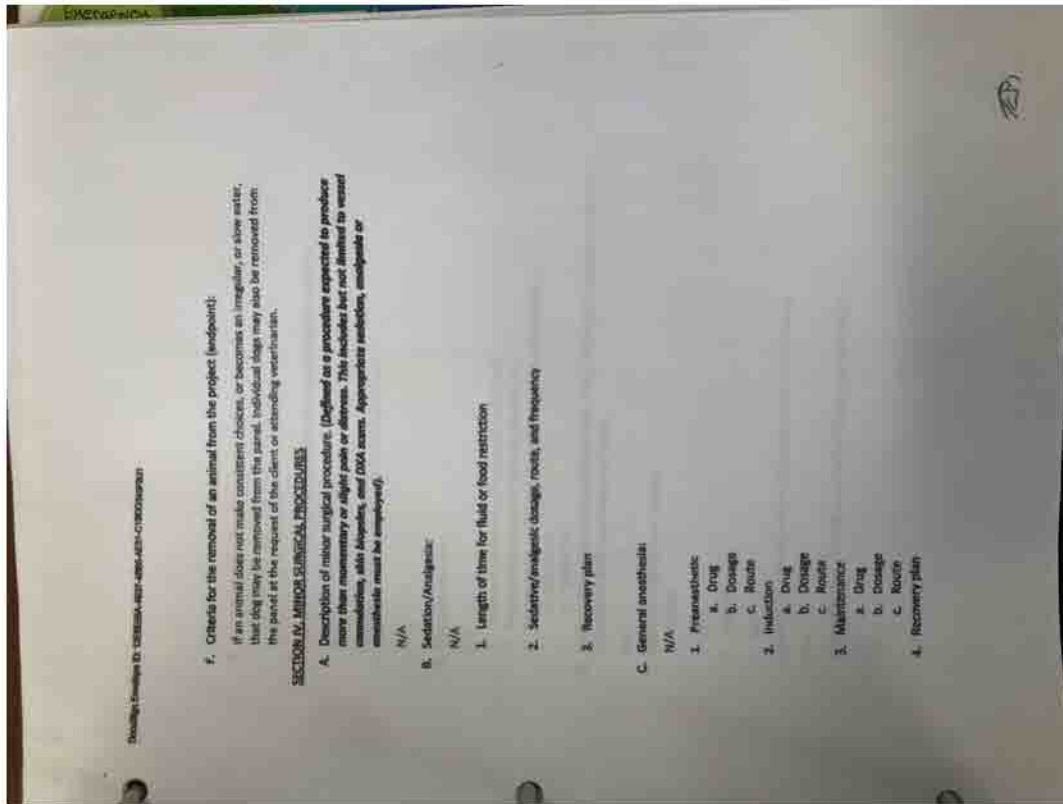 EMERGENCY
DocuSign Envelope ID:
F. Criteria for the removal of an animal from the project (endpoint):
If an animal does not make consistent choices, or becomes an irregular, or slow eater,
that dog may be removed from the panel. Individual dogs may also be removed from
the panel at the request of the client or attending veterinarian.
SECTION IV. MINOR SURGICAL PROCEDURES
A. Description of minor surgical procedure. (Defined as a procedure expected to produce
more than momentary or slight pain or distress. This includes but not limited to vessel
cannulation, skin biopsies, and DXA scans. Appropriate sedation, analgesia or
anesthesia must be employed).
N/A
B. Sedation/Analgesia:
N/A
1. Length of time for fluid or food restriction
2. Sedative/analgesic dosage, route, and frequency
3. Recovery plan
C. General anesthesia:
N/A
1. Preanesthetic
a. Drug
b. Dosage
c. Route
2. Induction
a. Drug
b. Dosage
c. Route
3. Maintenance
a. Drug
b. Dosage
c. Route
4. Recovery plan